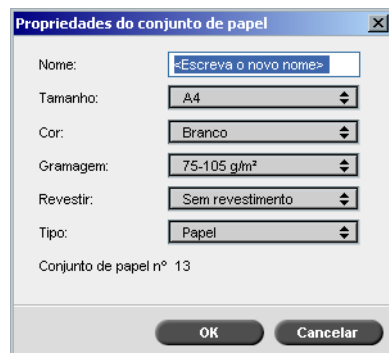 Propriedades do conjunto de papel
Nome: <Escreva o novo nome>
Tamanho: A4
Cor: Branco
Gramagem: 75-105 g/m²
Revestir: Sem revestimento
Tipo: Papel
Conjunto de papel nº 13
OK Cancelar